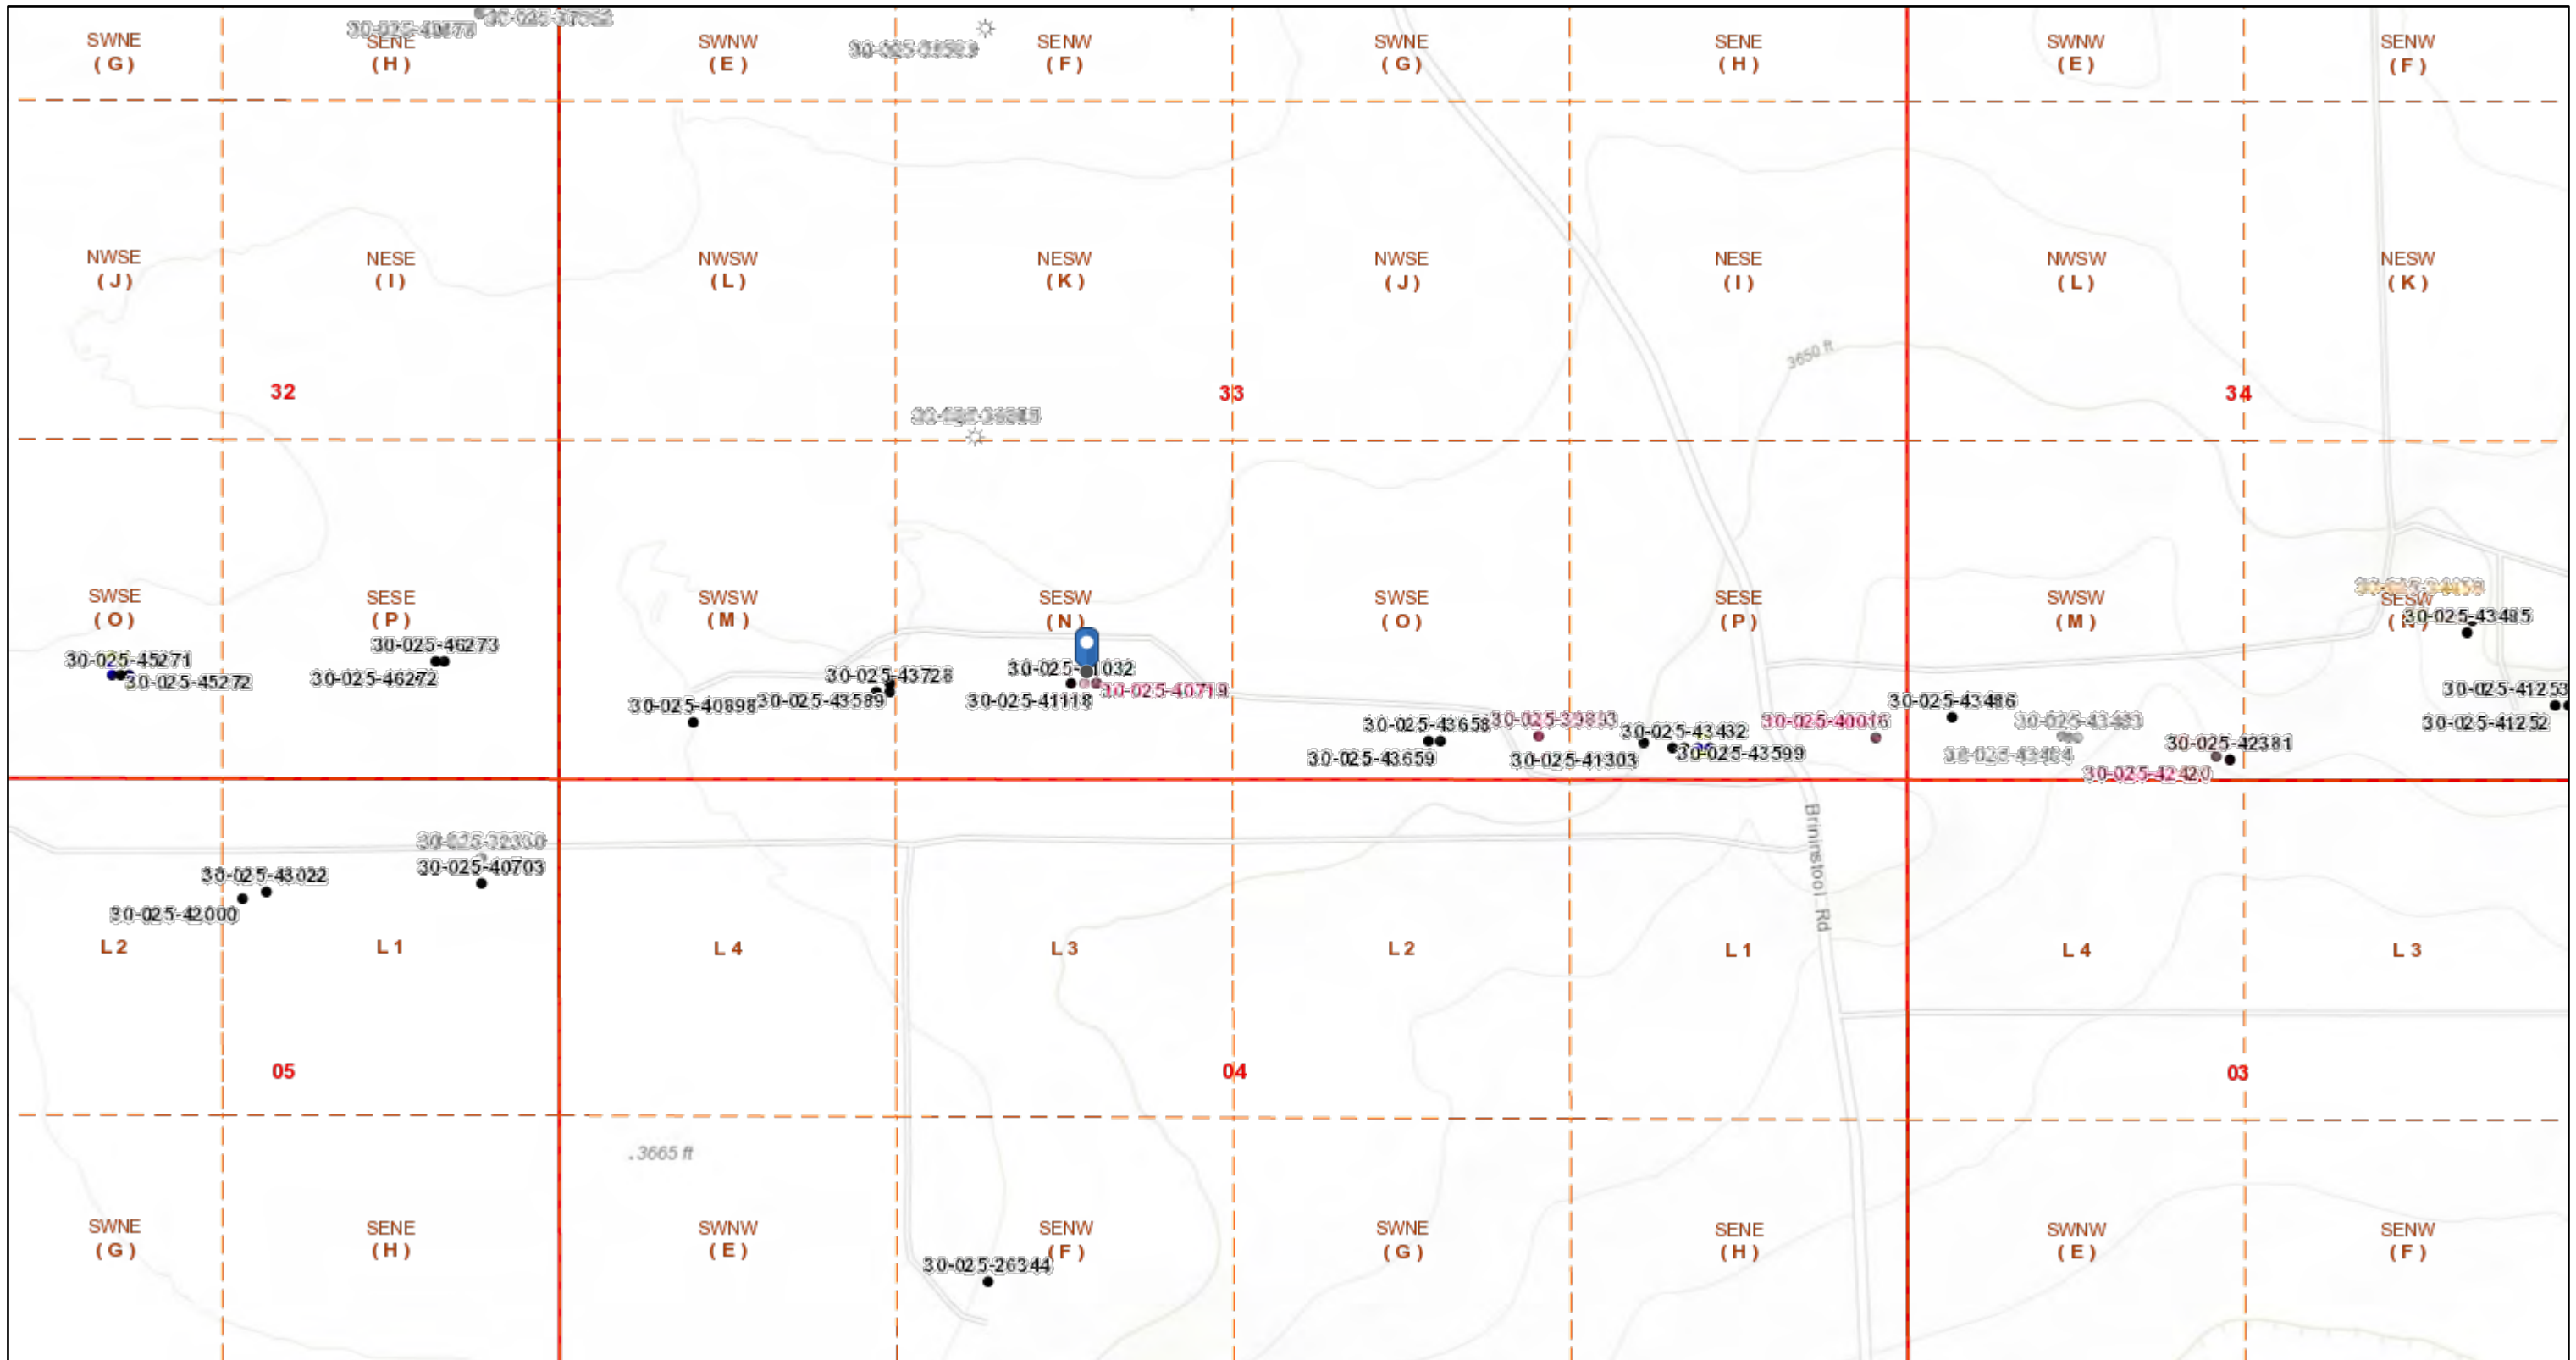 SWNE
(G)
SENE
(H)
SWNW
(E)
SENW
(F)
SWNE
(G)
SENE
(H)
SWNW
(E)
SENW
(F)
NWSE
(J)
NESE
(I)
NWSW
(L)
NESW
(K)
NWSE
(J)
NESE
(I)
NWSW
(L)
NESW
(K)
3650 ft
32
33
34
SWSE
(O)
SESE
(P)
SWSW
(M)
SESW
(N)
SWSE
(O)
SESE
(P)
SWSW
(M)
SESW
30-025-43485
30-025-46273
30-025-45271
30-025-45272
30-025-46272
30-025-43728
30-025-40898
30-025-43589
30-025-41118
30-025-40719
30-025-43658
30-025-43659
30-025-41303
30-025-43432
30-025-43599
30-025-40016
30-025-43486
30-025-43484
30-025-42381
30-025-42420
30-025-41253
30-025-41252
30-025-40703
30-025-43022
30-025-42000
Brininstool Rd
L 2
L 1
L 4
L 3
L 2
L 1
L 4
L 3
05
04
03
.3665 ft
SWNE
(G)
SENE
(H)
SWNW
(E)
SENW
(F)
SWNE
(G)
SENE
(H)
SWNW
(E)
SENW
(F)
30-025-26344